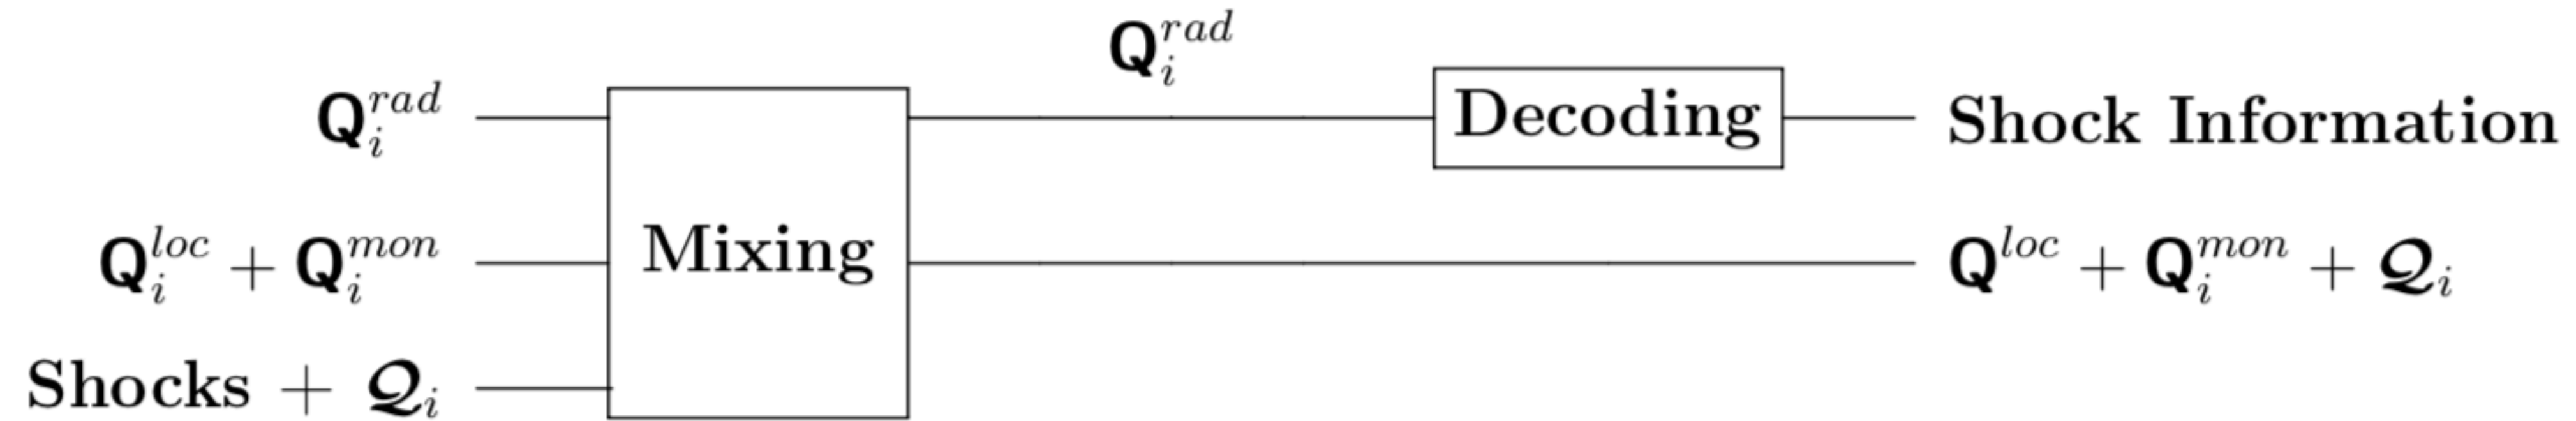 Q_i^{rad}
Q_i^{rad} Decoding Shock Information
Q_i^{loc} + Q_i^{mon} Mixing Q^{loc} + Q_i^{mon} + 𝓠_i
Shocks + 𝓠_i